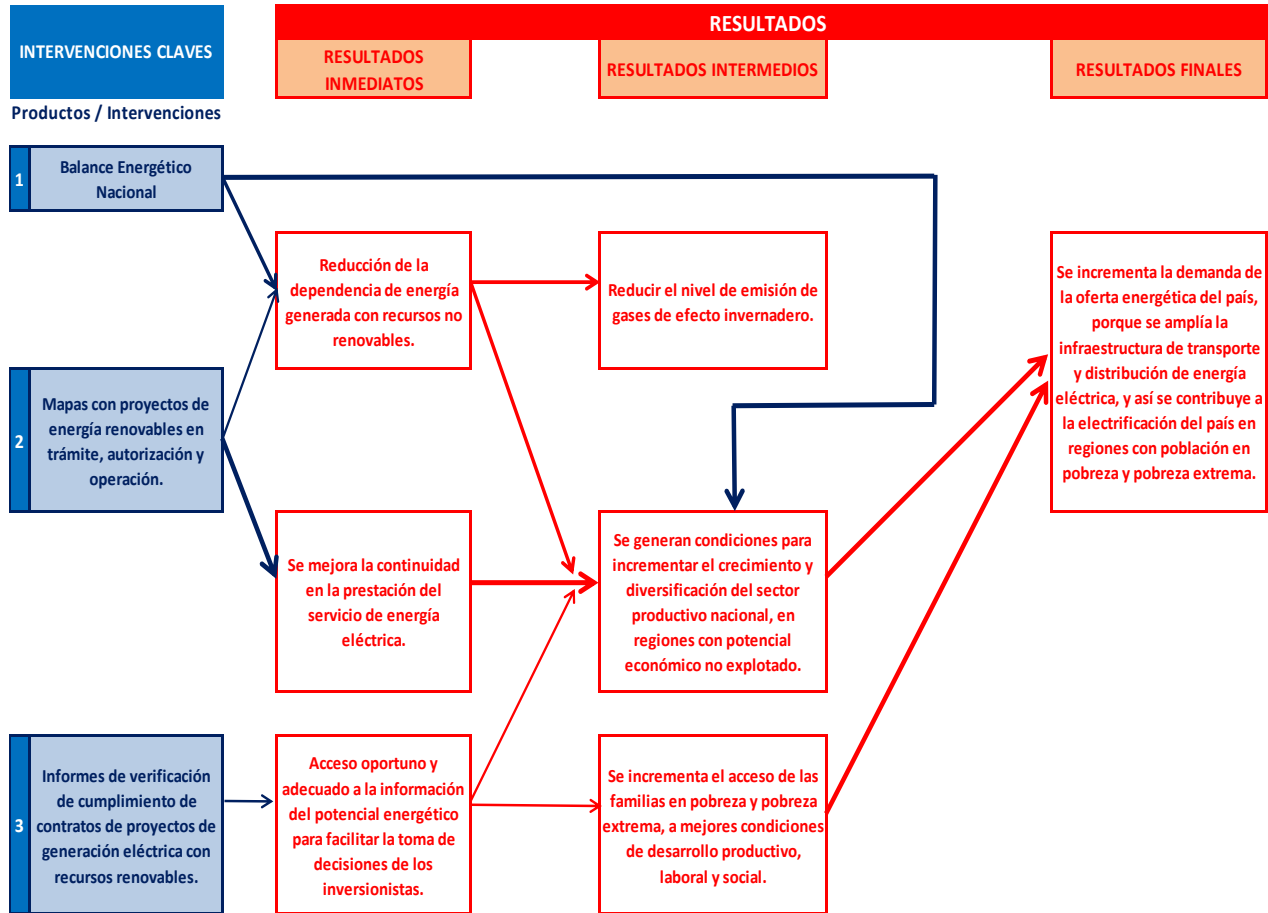 INTERVENCIONES CLAVES
RESULTADOS
RESULTADOS
INMEDIATOS
RESULTADOS INTERMEDIOS
RESULTADOS FINALES
Productos / Intervenciones
1
Balance Energético
Nacional
Reducción de la
dependencia de energía
generada con recursos no
renovables.
Reducir el nivel de emisión de
gases de efecto invernadero.
Se incrementa la demanda de
la oferta energética del país,
porque se amplía la
infraestructura de transporte
y distribución de energía
eléctrica, y así se contribuye a
la electrificación del país en
regiones con población en
pobreza y pobreza extrema.
2
Mapas con proyectos de
energía renovables en
trámite, autorización y
operación.
Se mejora la continuidad
en la prestación del
servicio de energía
eléctrica.
Se generan condiciones para
incrementar el crecimiento y
diversificación del sector
productivo nacional, en
regiones con potencial
económico no explotado.
3
Informes de verificación
de cumplimiento de
contratos de proyectos de
generación eléctrica con
recursos renovables.
Acceso oportuno y
adecuado a la información
del potencial energético
para facilitar la toma de
decisiones de los
inversionistas.
Se incrementa el acceso de las
familias en pobreza y pobreza
extrema, a mejores condiciones
de desarrollo productivo,
laboral y social.